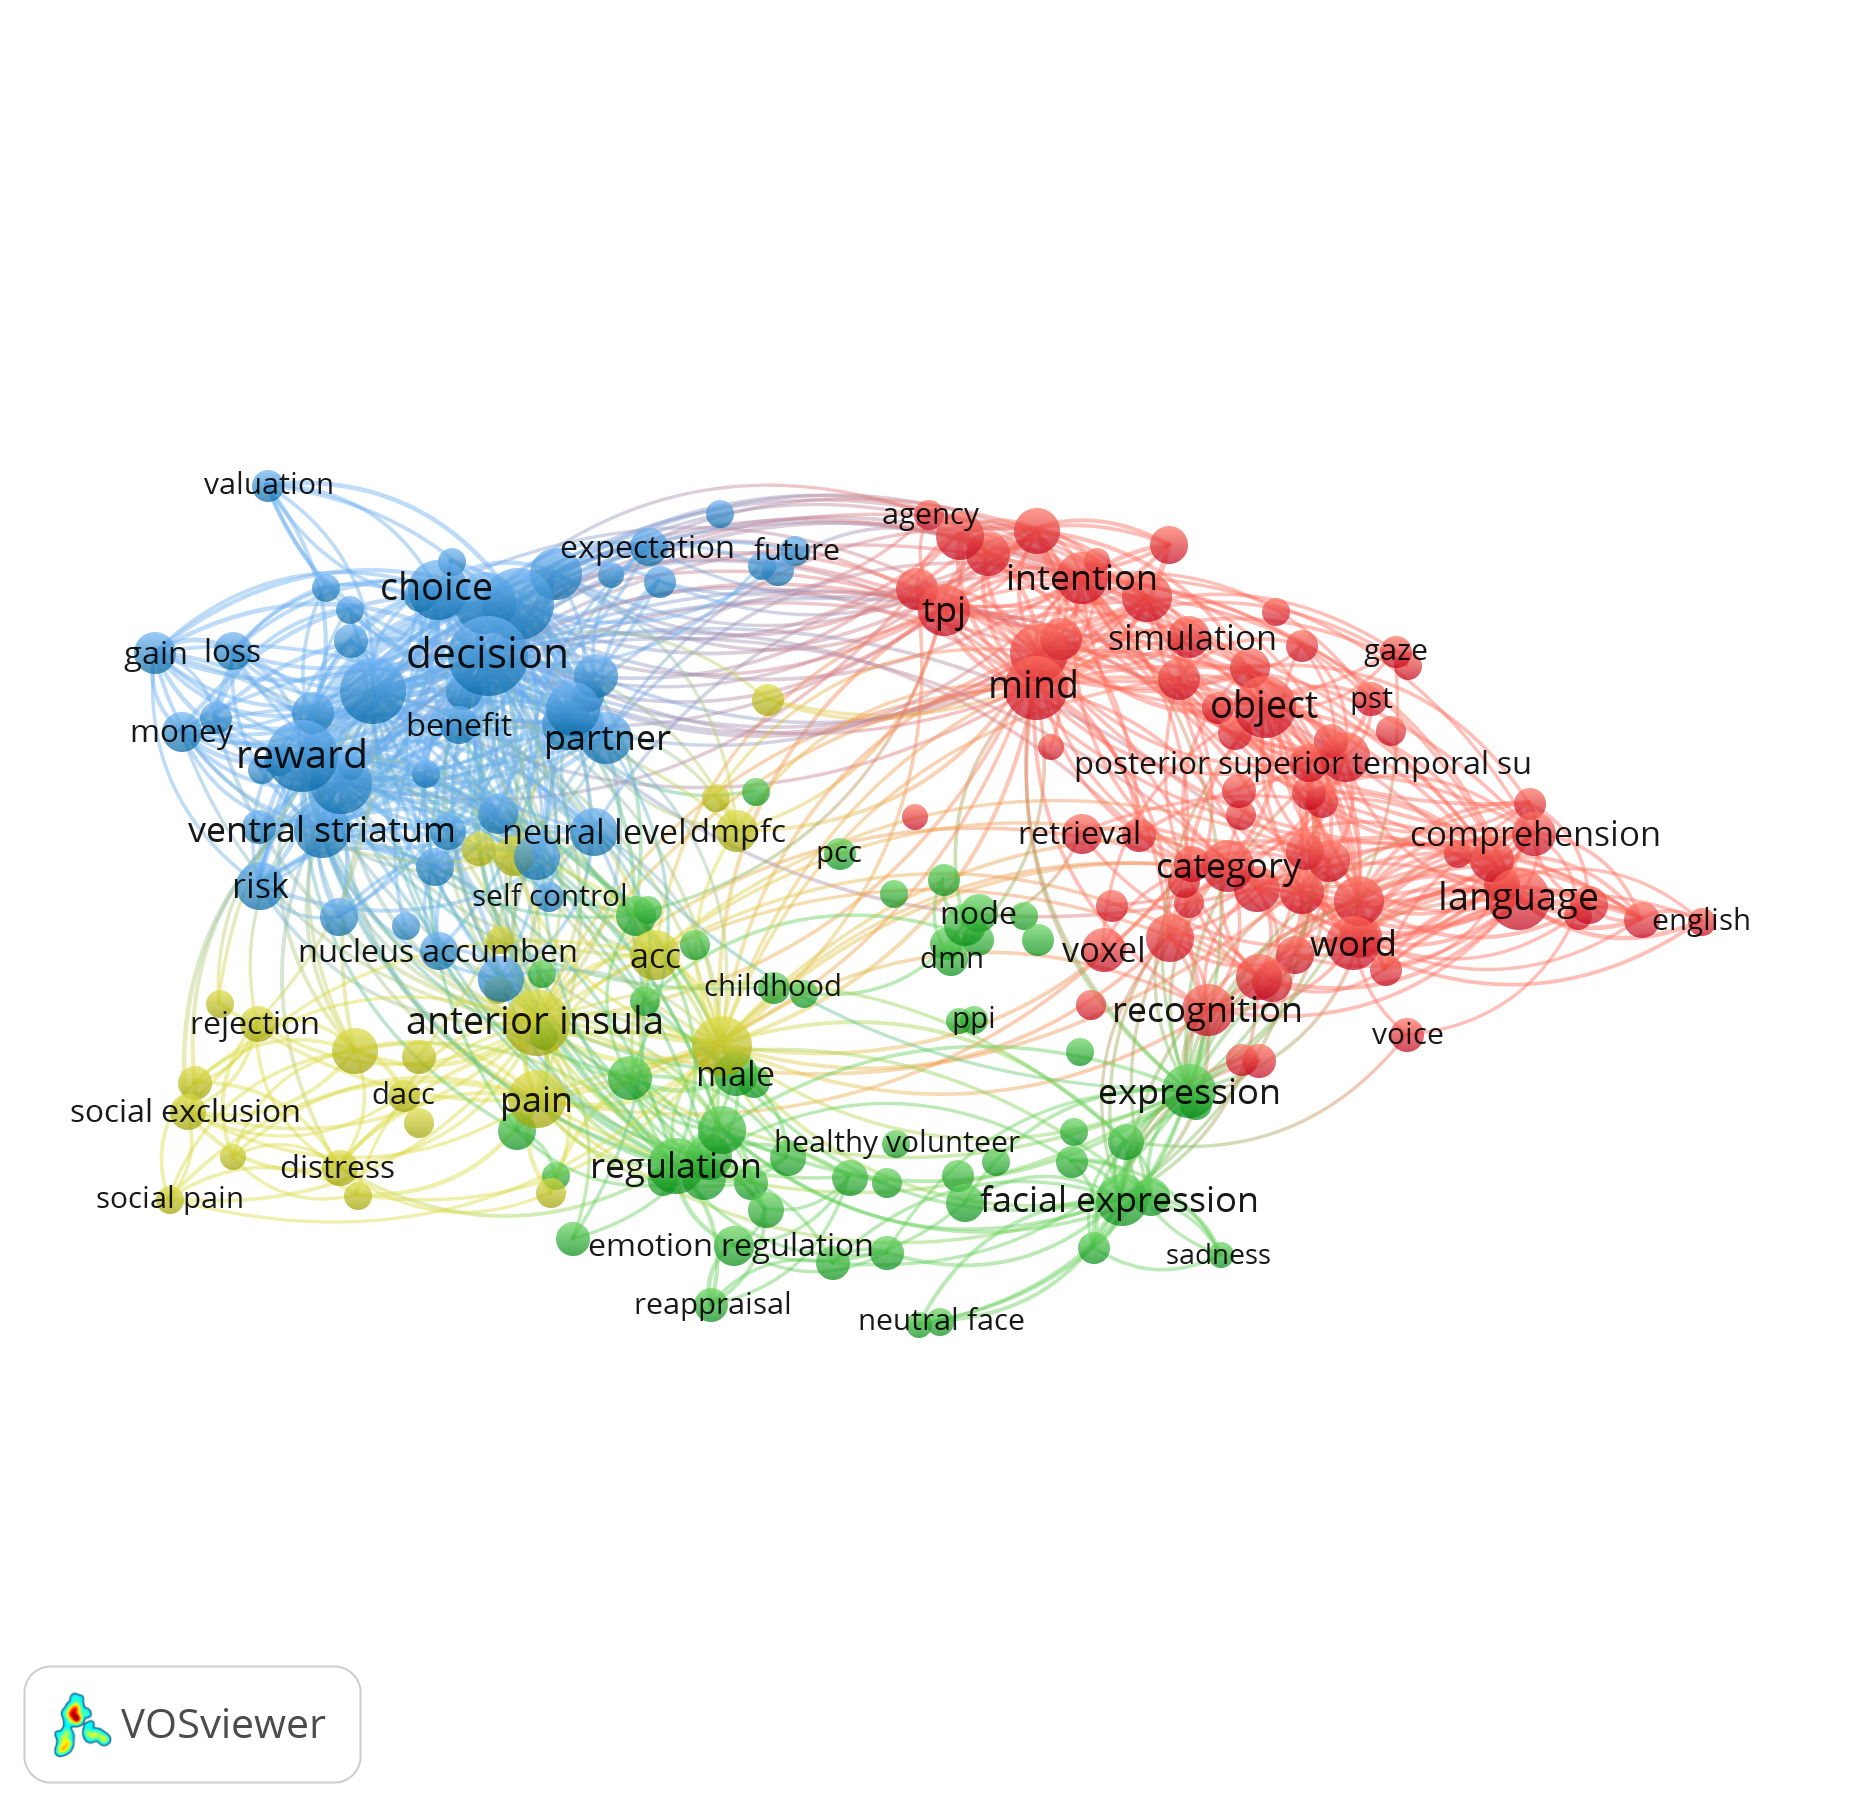 valuation
agency
expectation
future
choice
intention
tpj
simulation
decision
gain
loss
gaze
mind
pst
object
money
benefit
partner
reward
posterior superior temporal su
ventral striatum
neural level
dmpfc
retrieval
comprehension
pcc
category
risk
self control
language
node
english
nucleus accumben
acc
dmn
voxel
word
childhood
rejection
anterior insula
ppi
recognition
voice
male
dacc
pain
expression
social exclusion
healthy volunteer
distress
regulation
social pain
facial expression
emotion regulation
sadness
reappraisal
neutral face
VOSviewer